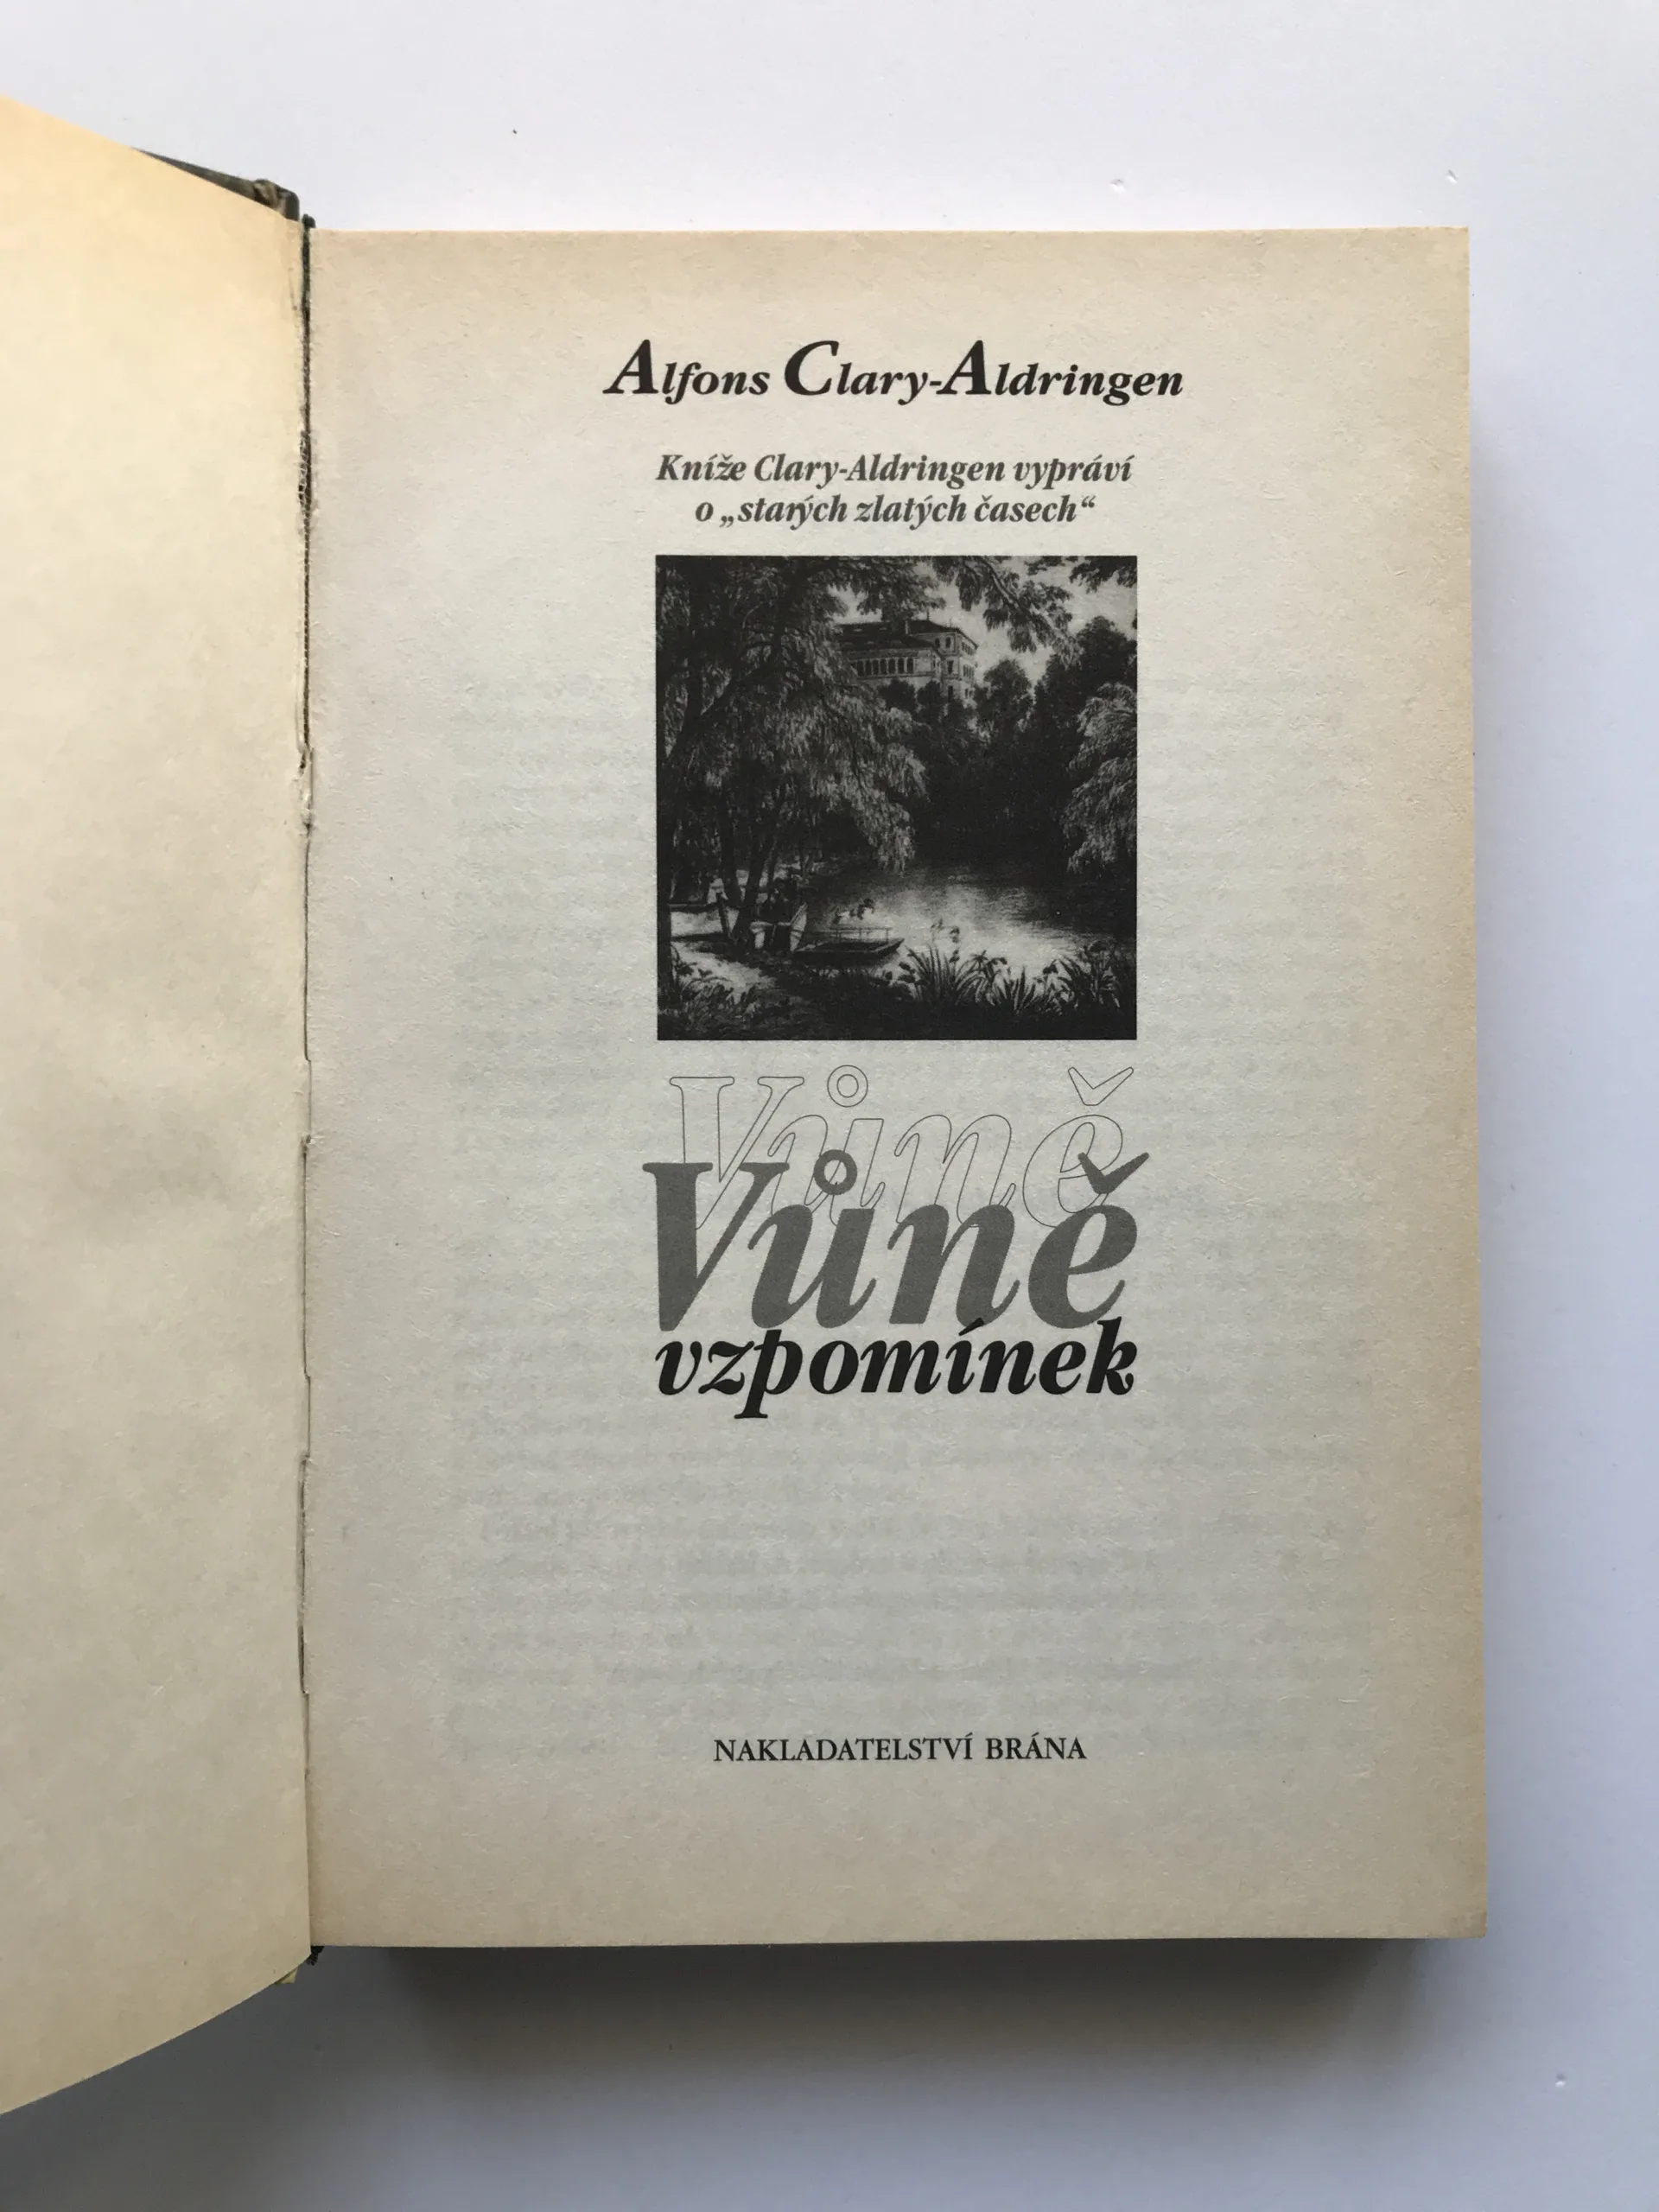 Alfons Clary-Aldringen
Kníže Clary-Aldringen vypráví
o „starých zlatých časech“
Vůně
Vůně
vzpomínek
NAKLADATELSTVÍ BRÁNA